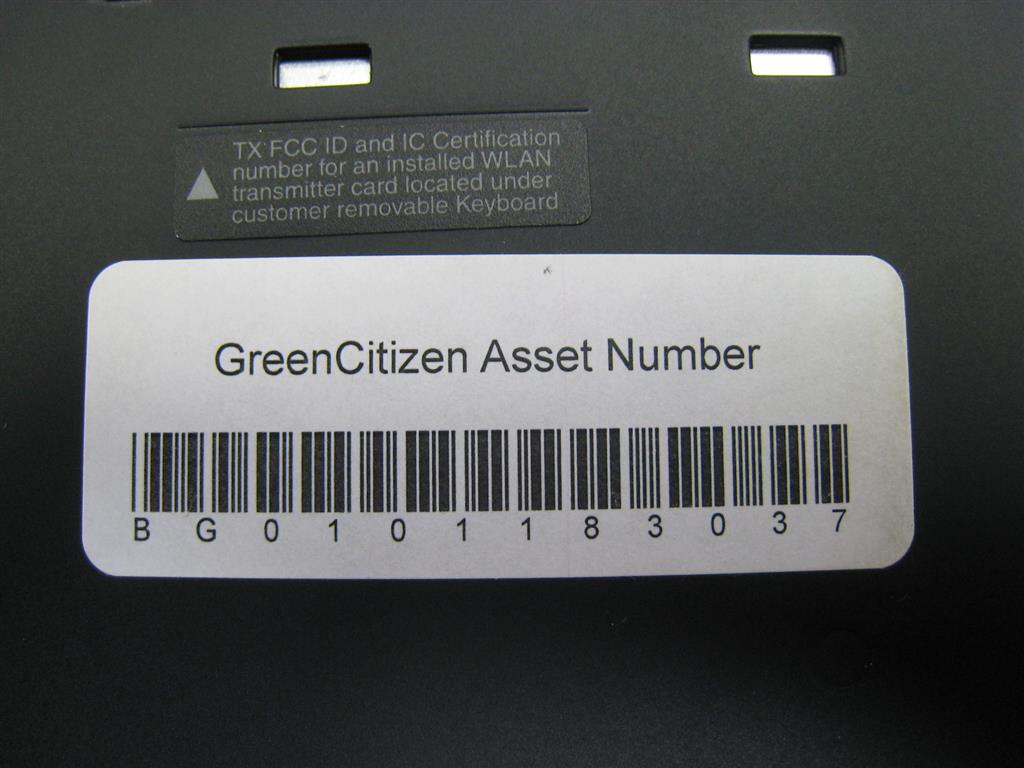 TX FCC ID and IC Certification
number for an installed WLAN
transmitter card located under
customer removable Keyboard
GreenCitizen Asset Number
B G 0 1 0 1 1 8 3 0 3 7